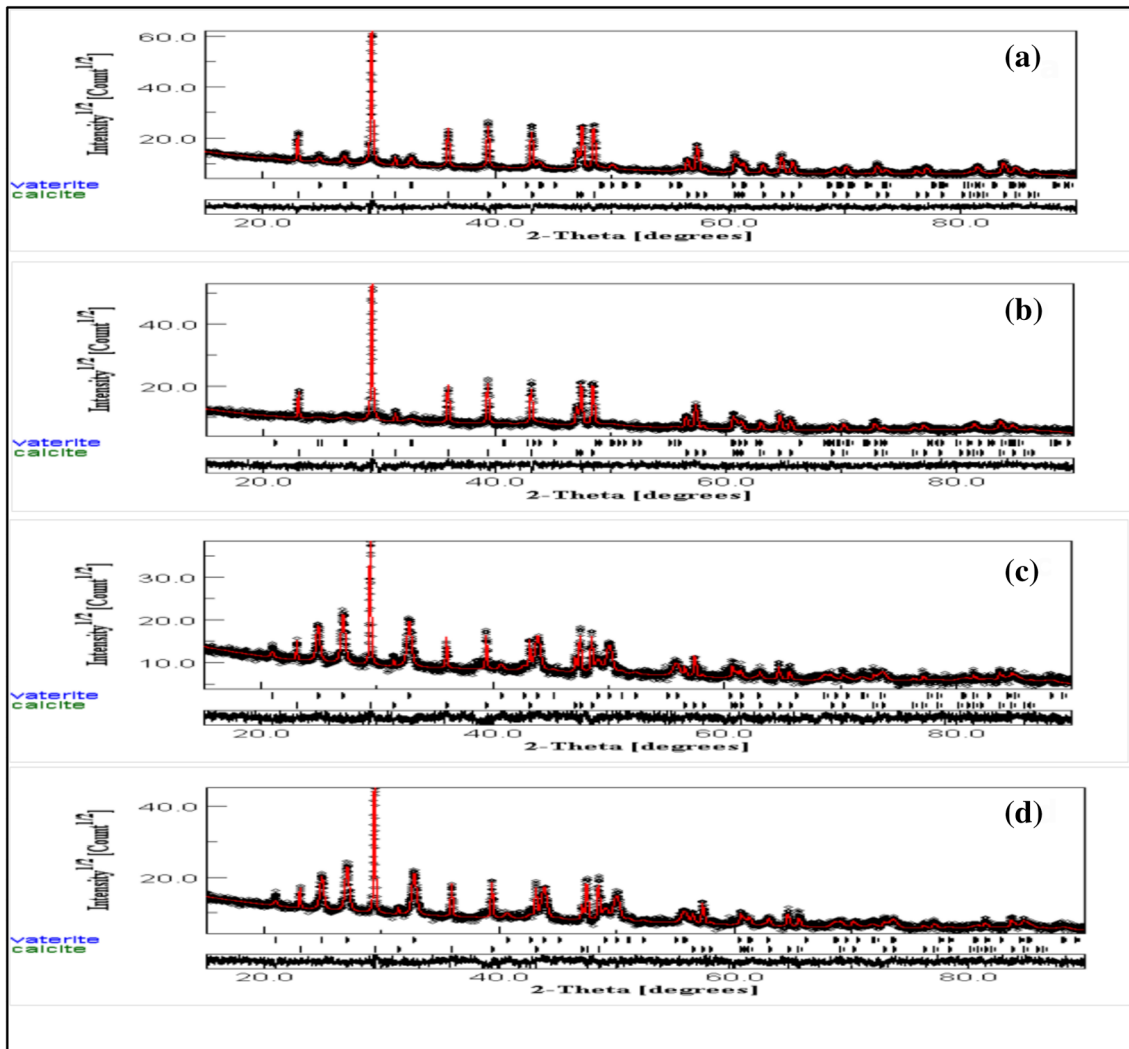 (a)
60.0
40.0
20.0
Intensity1/2 [Count1/2]
vaterite
calcite
20.0 40.0 60.0 80.0
2-Theta [degrees]
(b)
40.0
20.0
Intensity1/2 [Count1/2]
vaterite
calcite
20.0 40.0 60.0 80.0
2-Theta [degrees]
(c)
30.0
20.0
10.0
Intensity1/2 [Count1/2]
vaterite
calcite
20.0 40.0 60.0 80.0
2-Theta [degrees]
(d)
40.0
20.0
Intensity1/2 [Count1/2]
vaterite
calcite
20.0 40.0 60.0 80.0
2-Theta [degrees]